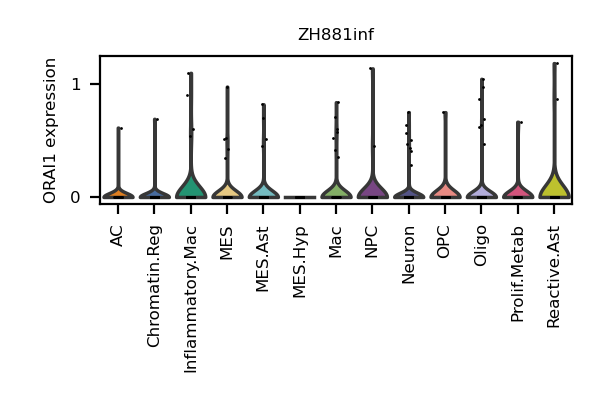 ZH881inf
ORAI1 expression
1
0
AC
Chromatin.Reg
Inflammatory.Mac
MES
MES.Ast
MES.Hyp
Mac
NPC
Neuron
OPC
Oligo
Prolif.Metab
Reactive.Ast